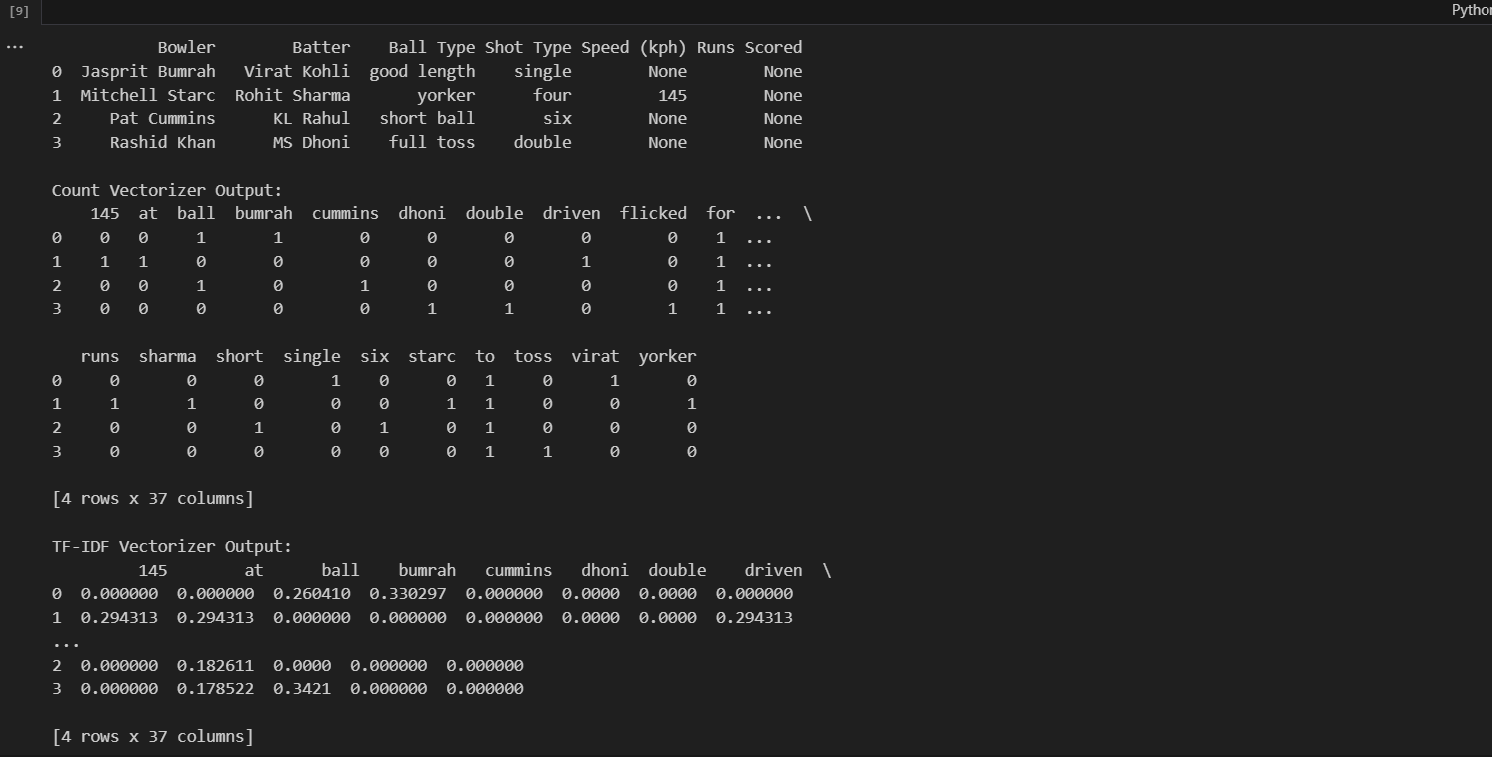 [9]
Python
...
Bowler Batter Ball Type Shot Type Speed (kph) Runs Scored
0 Jasprit Bumrah Virat Kohli good length single None None
1 Mitchell Starc Rohit Sharma yorker four 145 None
2 Pat Cummins KL Rahul short ball six None None
3 Rashid Khan MS Dhoni full toss double None None
Count Vectorizer Output:
145 at ball bumrah cummins dhoni double driven flicked for ... \
0 0 0 1 1 0 0 0 0 0 1 ...
1 1 1 0 0 0 0 0 1 0 1 ...
2 0 0 1 0 1 0 0 0 0 1 ...
3 0 0 0 0 0 1 1 0 1 1 ...
runs sharma short single six starc to toss virat yorker
0 0 0 0 1 0 0 1 0 1 0
1 1 1 0 0 0 1 1 0 0 1
2 0 0 1 0 1 0 1 0 0 0
3 0 0 0 0 0 0 1 1 0 0
[4 rows x 37 columns]
TF-IDF Vectorizer Output:
145 at ball bumrah cummins dhoni double driven \
0 0.000000 0.000000 0.260410 0.330297 0.000000 0.0000 0.0000 0.000000
1 0.294313 0.294313 0.000000 0.000000 0.000000 0.0000 0.0000 0.294313
...
2 0.000000 0.182611 0.0000 0.000000 0.000000
3 0.000000 0.178522 0.3421 0.000000 0.000000
[4 rows x 37 columns]